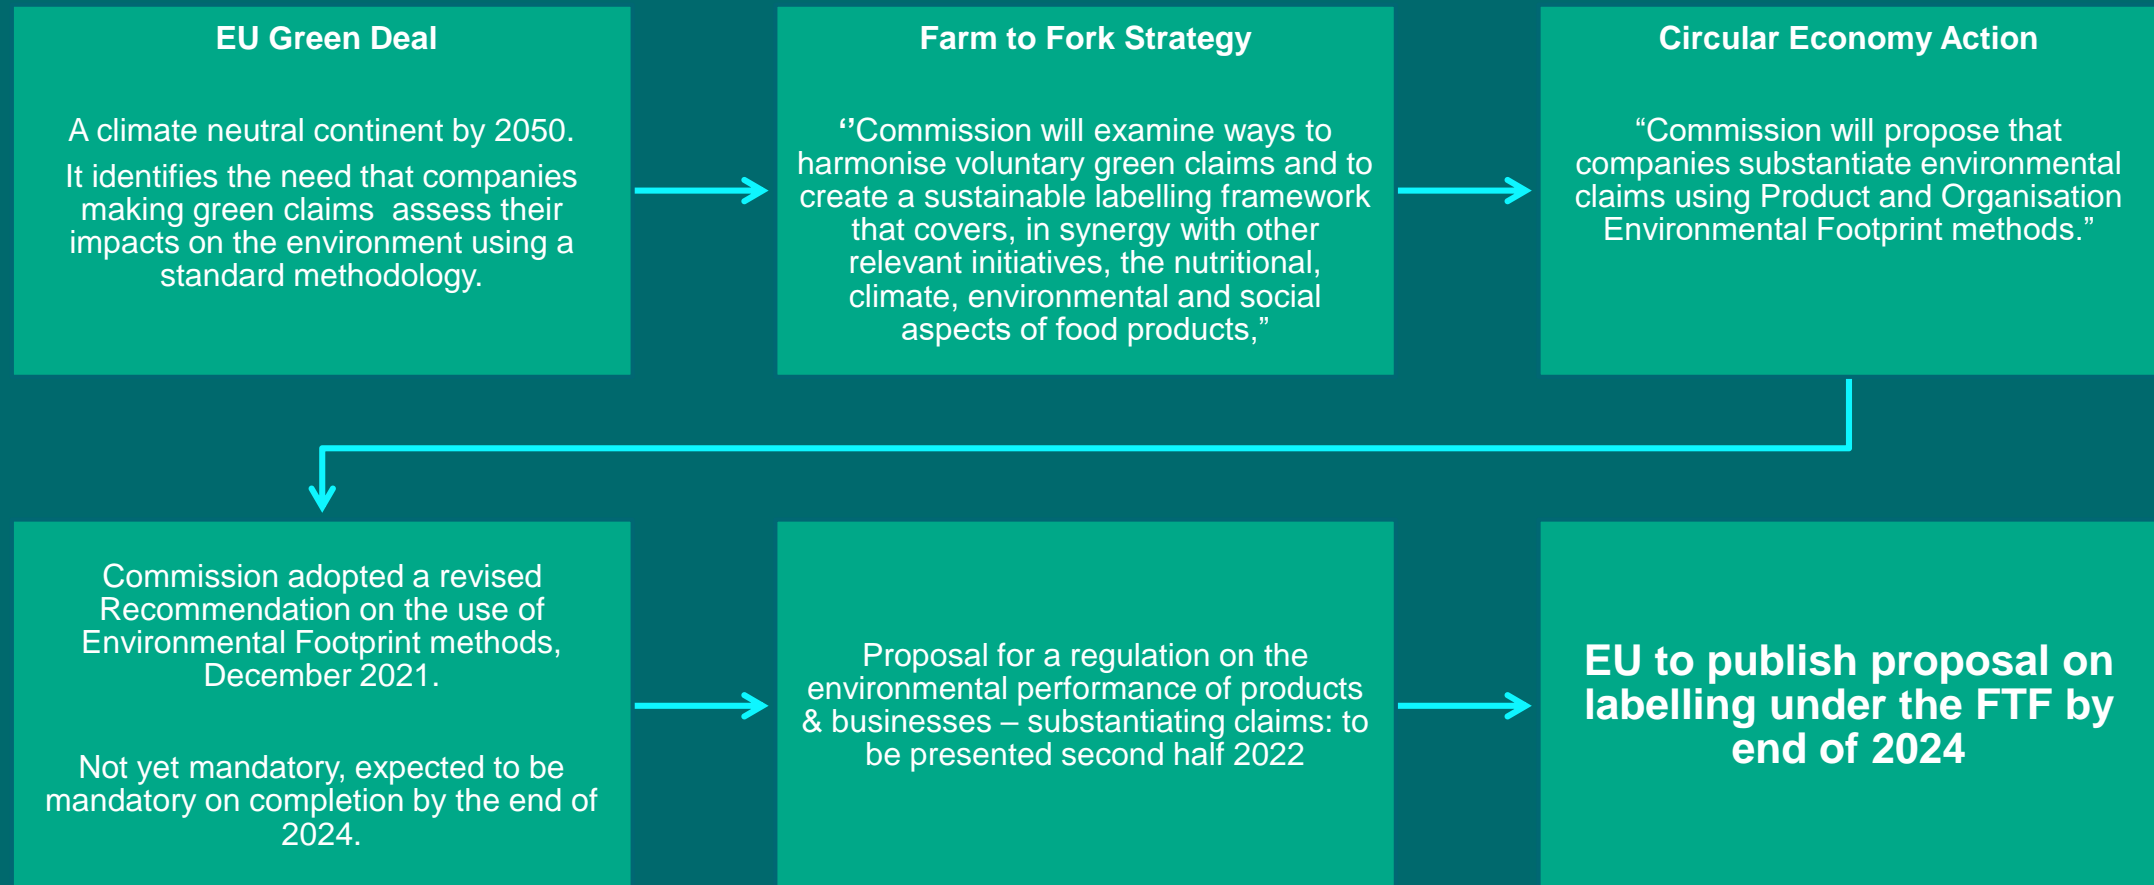 EU Green Deal
A climate neutral continent by 2050.
It identifies the need that companies
making green claims  assess their
impacts on the environment using a
standard methodology.
Farm to Fork Strategy
‘’Commission will examine ways to
harmonise voluntary green claims and to
create a sustainable labelling framework
that covers, in synergy with other
relevant initiatives, the nutritional,
climate, environmental and social
aspects of food products,”
Circular Economy Action
“Commission will propose that
companies substantiate environmental
claims using Product and Organisation
Environmental Footprint methods.”
Commission adopted a revised
Recommendation on the use of
Environmental Footprint methods,
December 2021.
Not yet mandatory, expected to be
mandatory on completion by the end of
2024.
Proposal for a regulation on the
environmental performance of products
& businesses – substantiating claims: to
be presented second half 2022
EU to publish proposal on
labelling under the FTF by
end of 2024